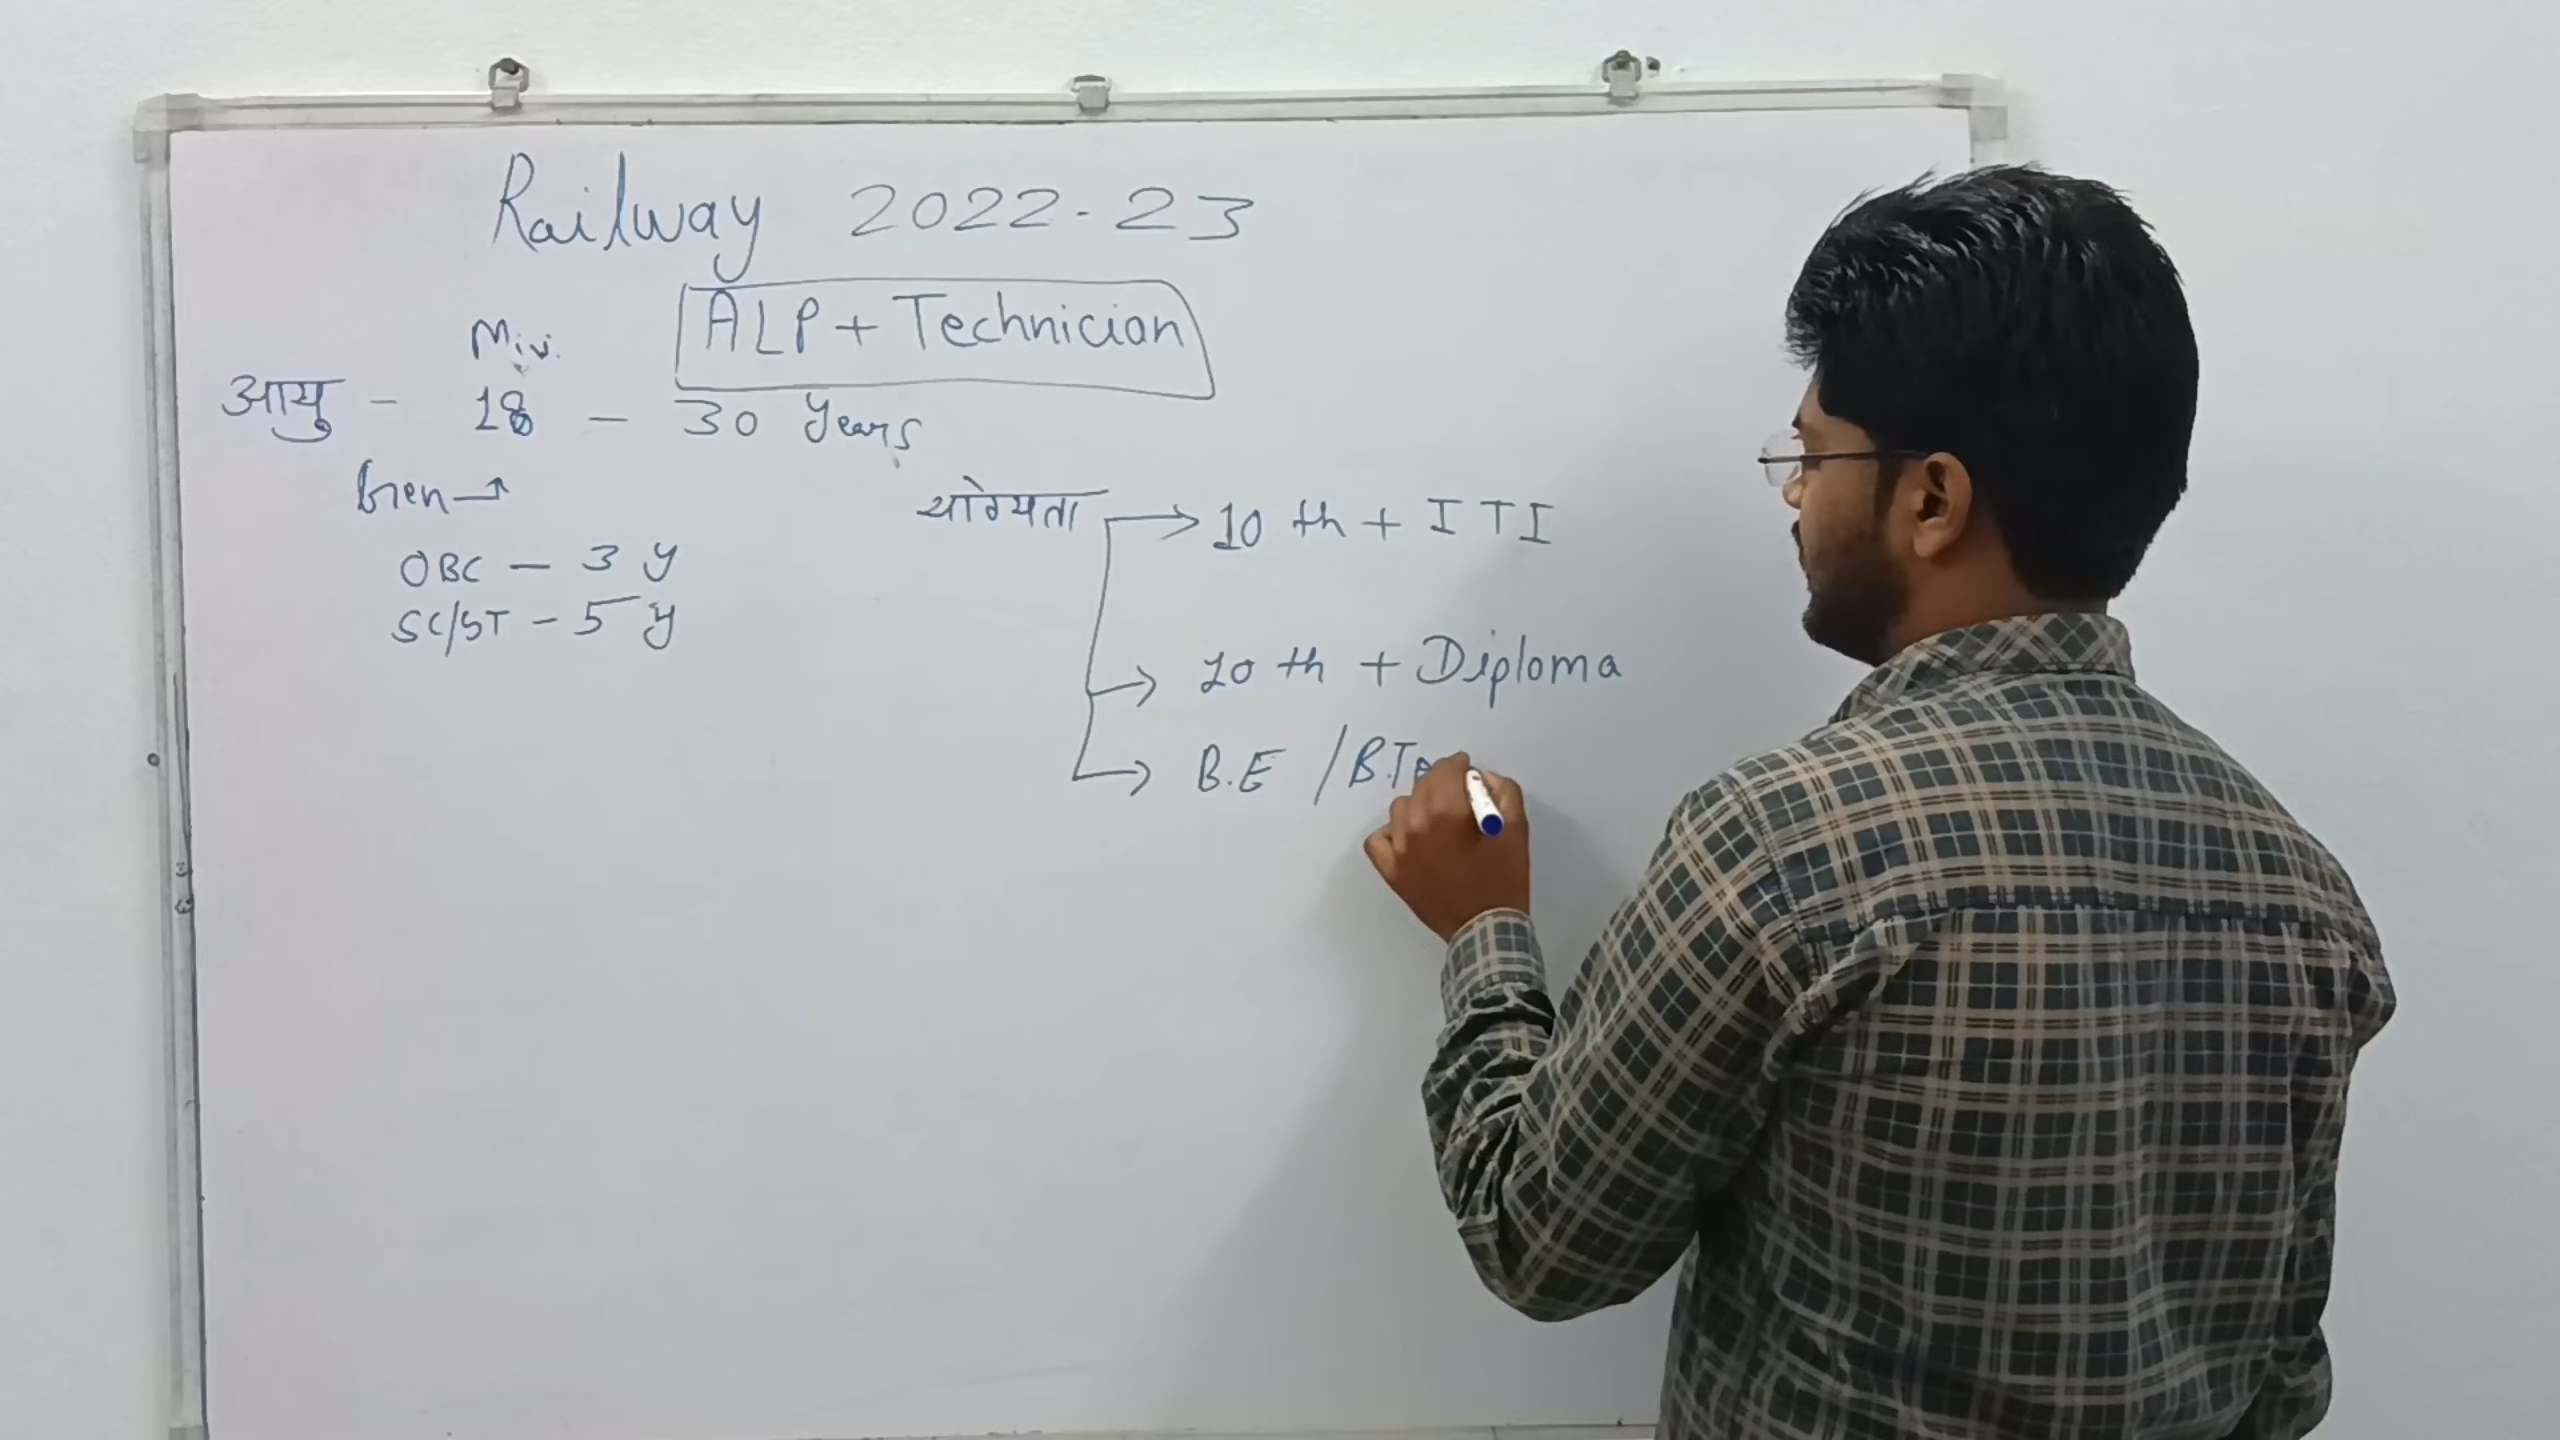 Railway 2022-23
ALP + Technician
Min.
आयु - 18 - 30 Years
Gen →
OBC - 3 y
SC/ST - 5 y
योग्यता → 10 th + ITI
→ 10 th + Diploma
→ B.E / B.Te